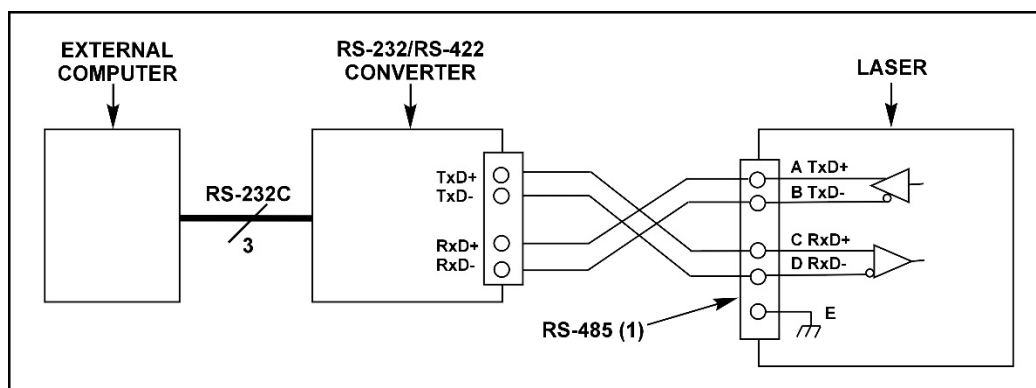 EXTERNAL
COMPUTER
RS-232/RS-422
CONVERTER
LASER
RS-232C
3
TxD+
TxD-
RxD+
RxD-
A TxD+
B TxD-
C RxD+
D RxD-
E
RS-485 (1)